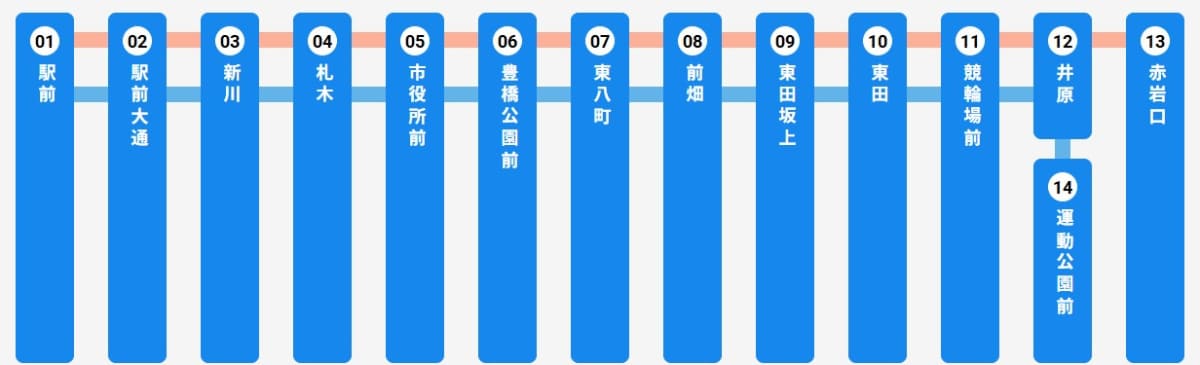 01
駅前
02
駅前大通
03
新川
04
札木
05
市役所前
06
豊橋公園前
07
東八町
08
前畑
09
東田坂上
10
東田
11
競輪場前
12
井原
14
運動公園前
13
赤岩口